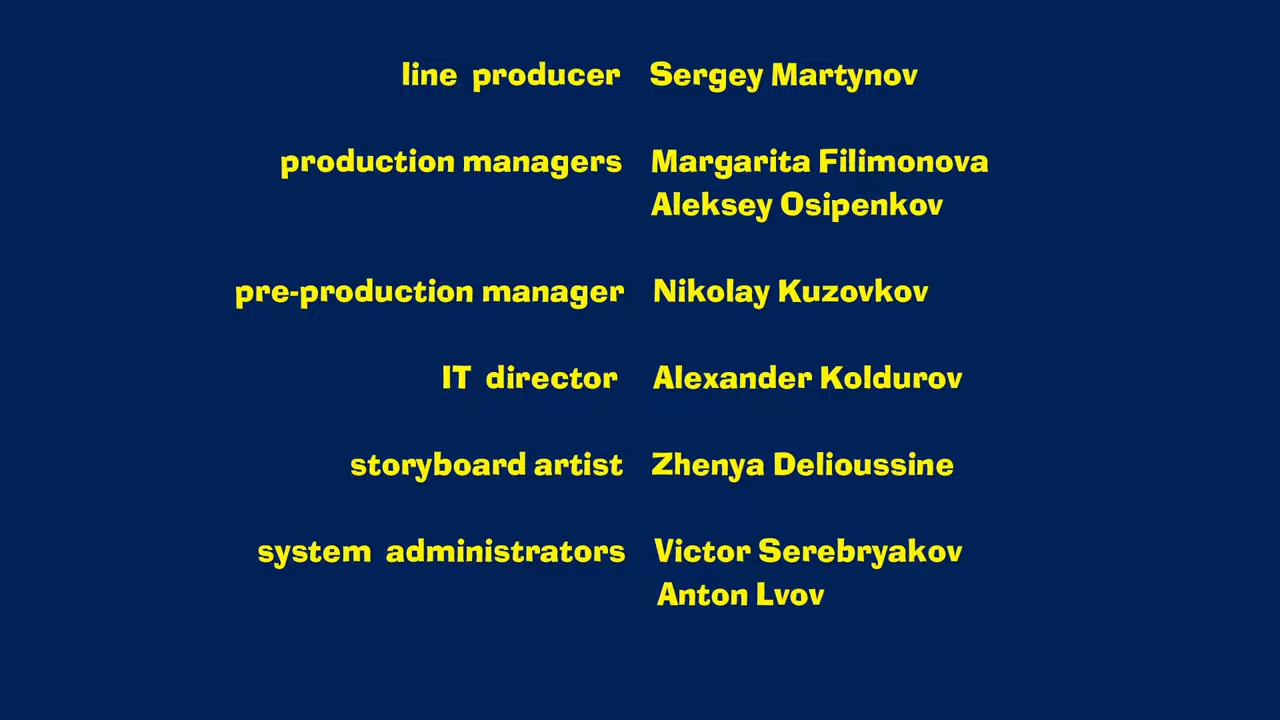 line producer Sergey Martynov
production managers Margarita Filimonova
Aleksey Osipenkov
pre-production manager Nikolay Kuzovkov
IT director Alexander Koldurov
storyboard artist Zhenya Delioussine
system administrators Victor Serebryakov
Anton Lvov